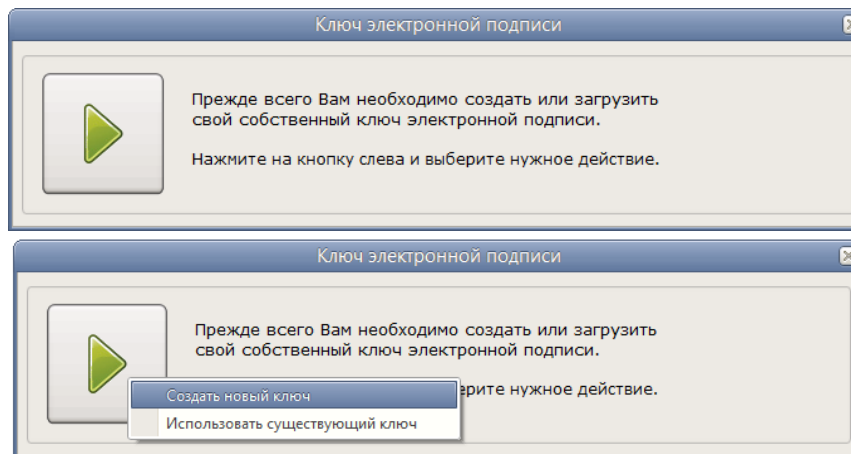 Ключ электронной подписи
Прежде всего Вам необходимо создать или загрузить
свой собственный ключ электронной подписи.
Нажмите на кнопку слева и выберите нужное действие.
Ключ электронной подписи
Прежде всего Вам необходимо создать или загрузить
свой собственный ключ электронной подписи.
ерите нужное действие.
Создать новый ключ
Использовать существующий ключ